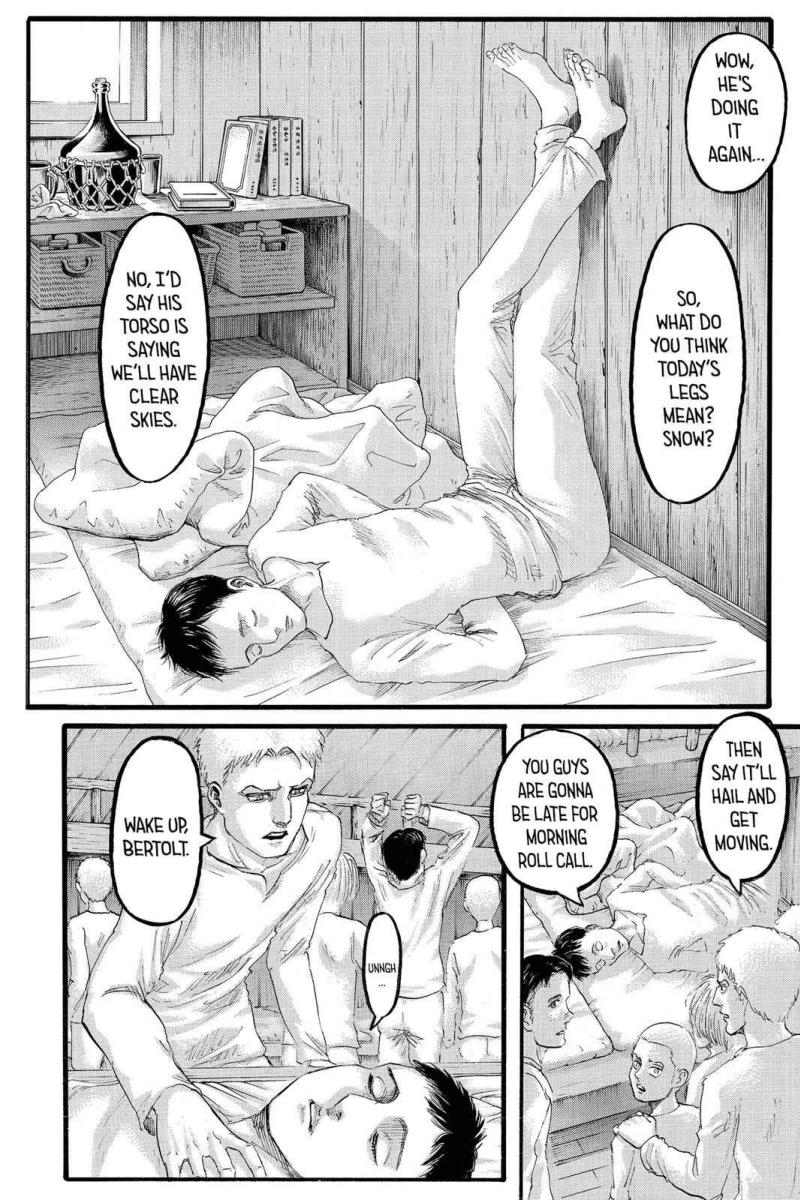 WOW,
HE'S
DOING
IT
AGAIN...
SO,
WHAT DO
YOU THINK
TODAY'S
LEGS
MEAN?
SNOW?
NO, I'D
SAY HIS
TORSO IS
SAYING
WE'LL HAVE
CLEAR
SKIES.
THEN
SAY IT'LL
HAIL AND
GET
MOVING.
YOU GUYS
ARE GONNA
BE LATE FOR
MORNING
ROLL CALL.
WAKE UP,
BERTOLT.
UNNGH
...